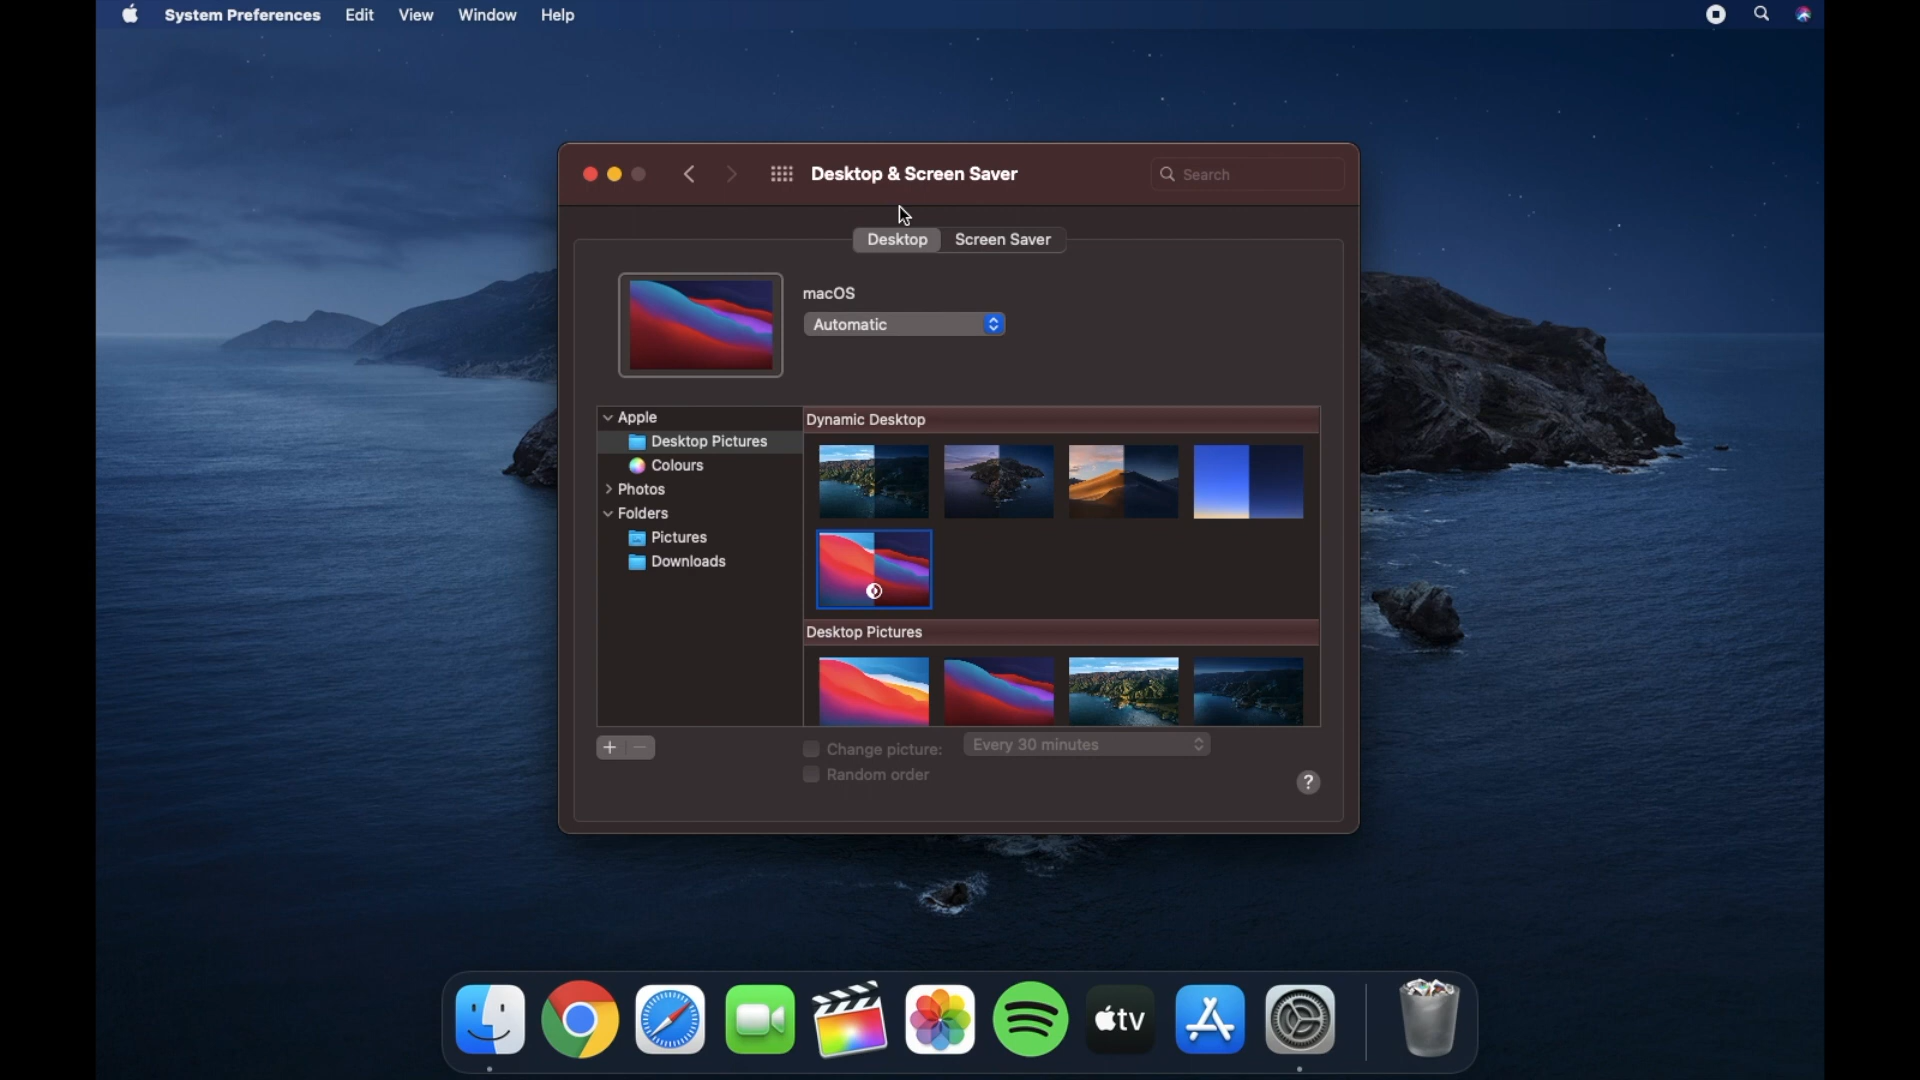 System Preferences Edit View Window Help
Desktop & Screen Saver
Search
Desktop Screen Saver
macOS
Automatic
Apple
Desktop Pictures
Colours
Photos
Folders
Pictures
Downloads
Dynamic Desktop
Desktop Pictures
+ −
Change picture: Every 30 minutes
Random order
?
tv